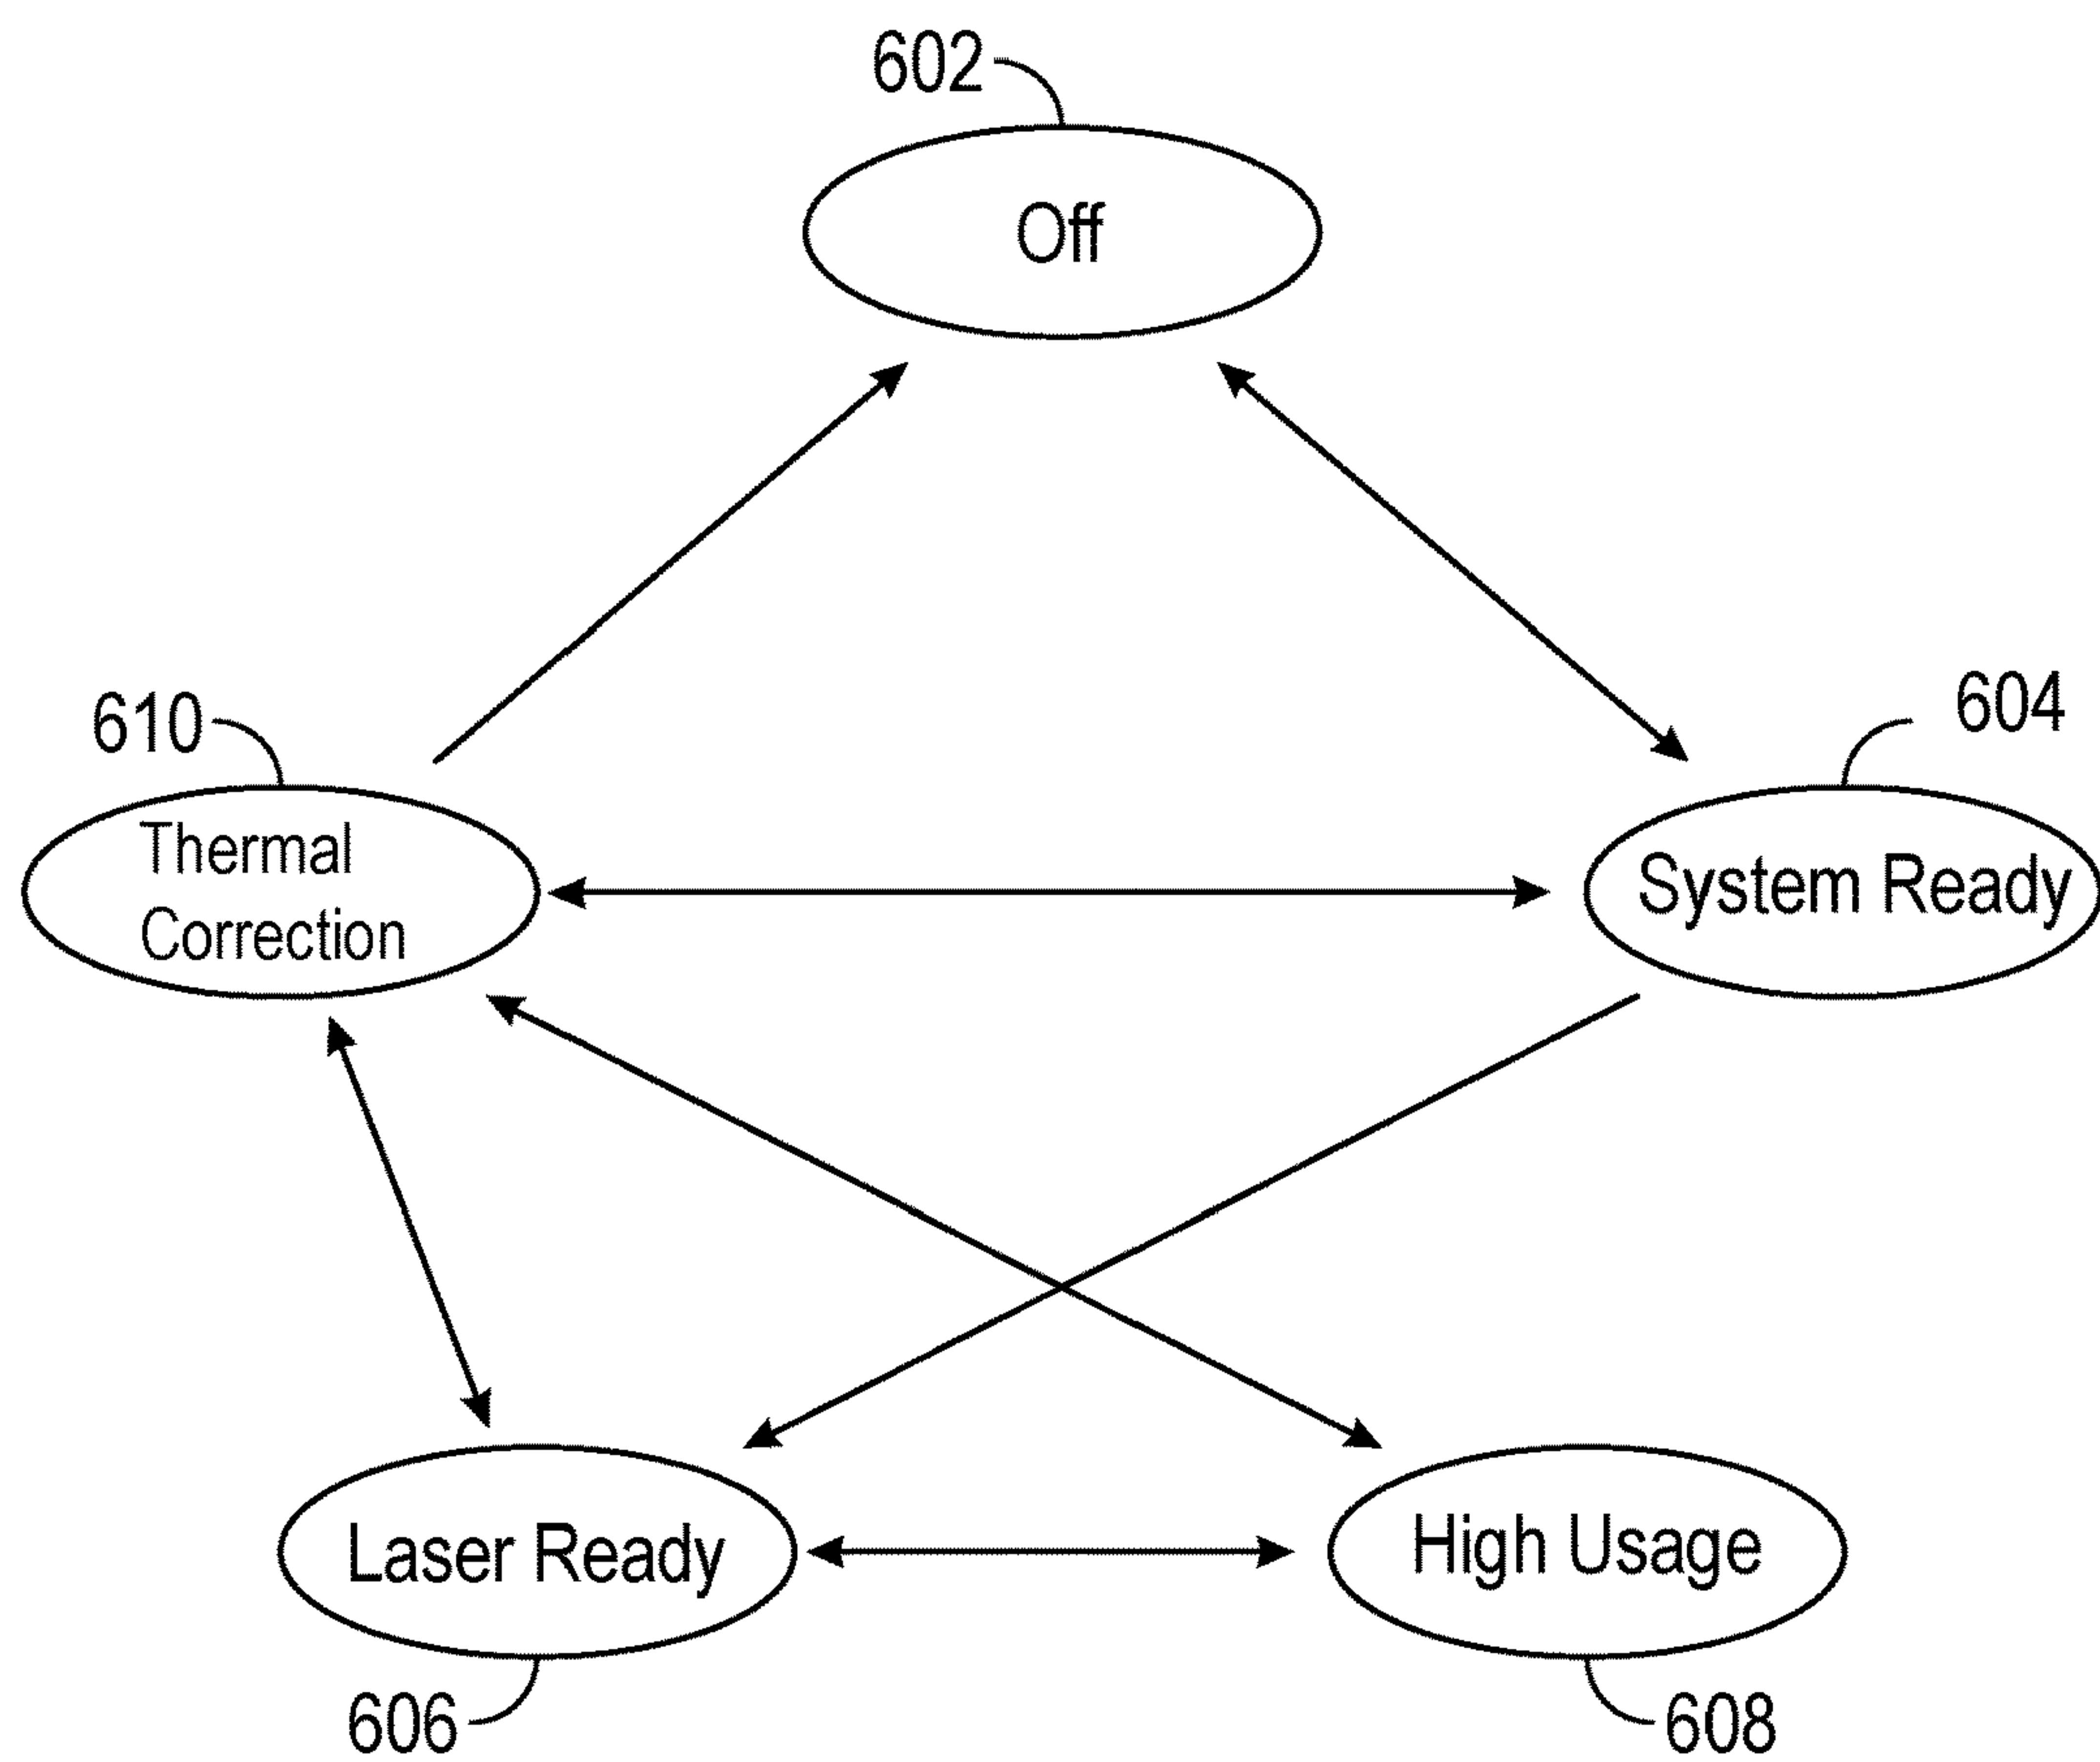 602
Off
610
604
Thermal
Correction
System Ready
Laser Ready
High Usage
606
608